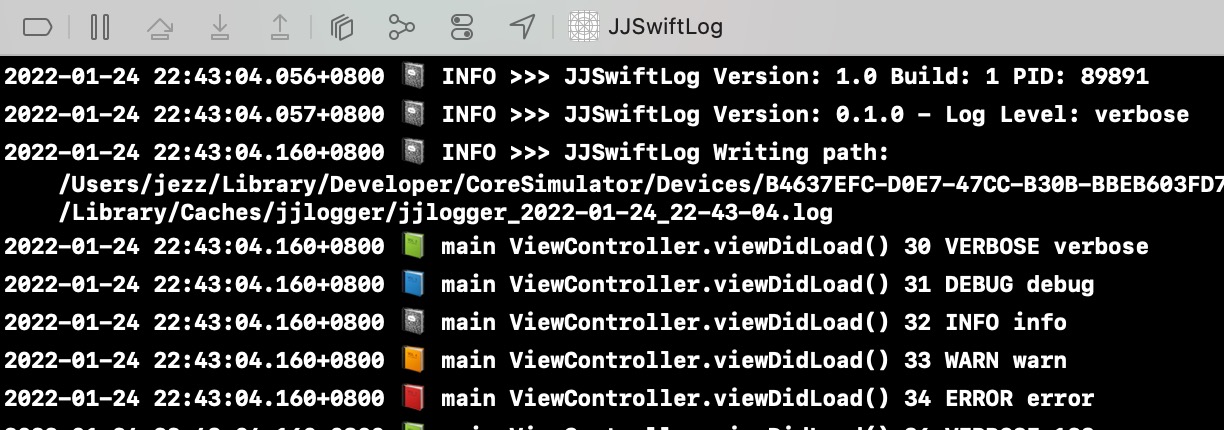 JJSwiftLog
2022-01-24 22:43:04.056+0800 📓 INFO >>> JJSwiftLog Version: 1.0 Build: 1 PID: 89891
2022-01-24 22:43:04.057+0800 📓 INFO >>> JJSwiftLog Version: 0.1.0 - Log Level: verbose
2022-01-24 22:43:04.160+0800 📓 INFO >>> JJSwiftLog Writing path:
/Users/jezz/Library/Developer/CoreSimulator/Devices/B4637EFC-D0E7-47CC-B30B-BBEB603FD7
/Library/Caches/jjlogger/jjlogger_2022-01-24_22-43-04.log
2022-01-24 22:43:04.160+0800 📗 main ViewController.viewDidLoad() 30 VERBOSE verbose
2022-01-24 22:43:04.160+0800 📘 main ViewController.viewDidLoad() 31 DEBUG debug
2022-01-24 22:43:04.160+0800 📓 main ViewController.viewDidLoad() 32 INFO info
2022-01-24 22:43:04.160+0800 📙 main ViewController.viewDidLoad() 33 WARN warn
2022-01-24 22:43:04.160+0800 📕 main ViewController.viewDidLoad() 34 ERROR error